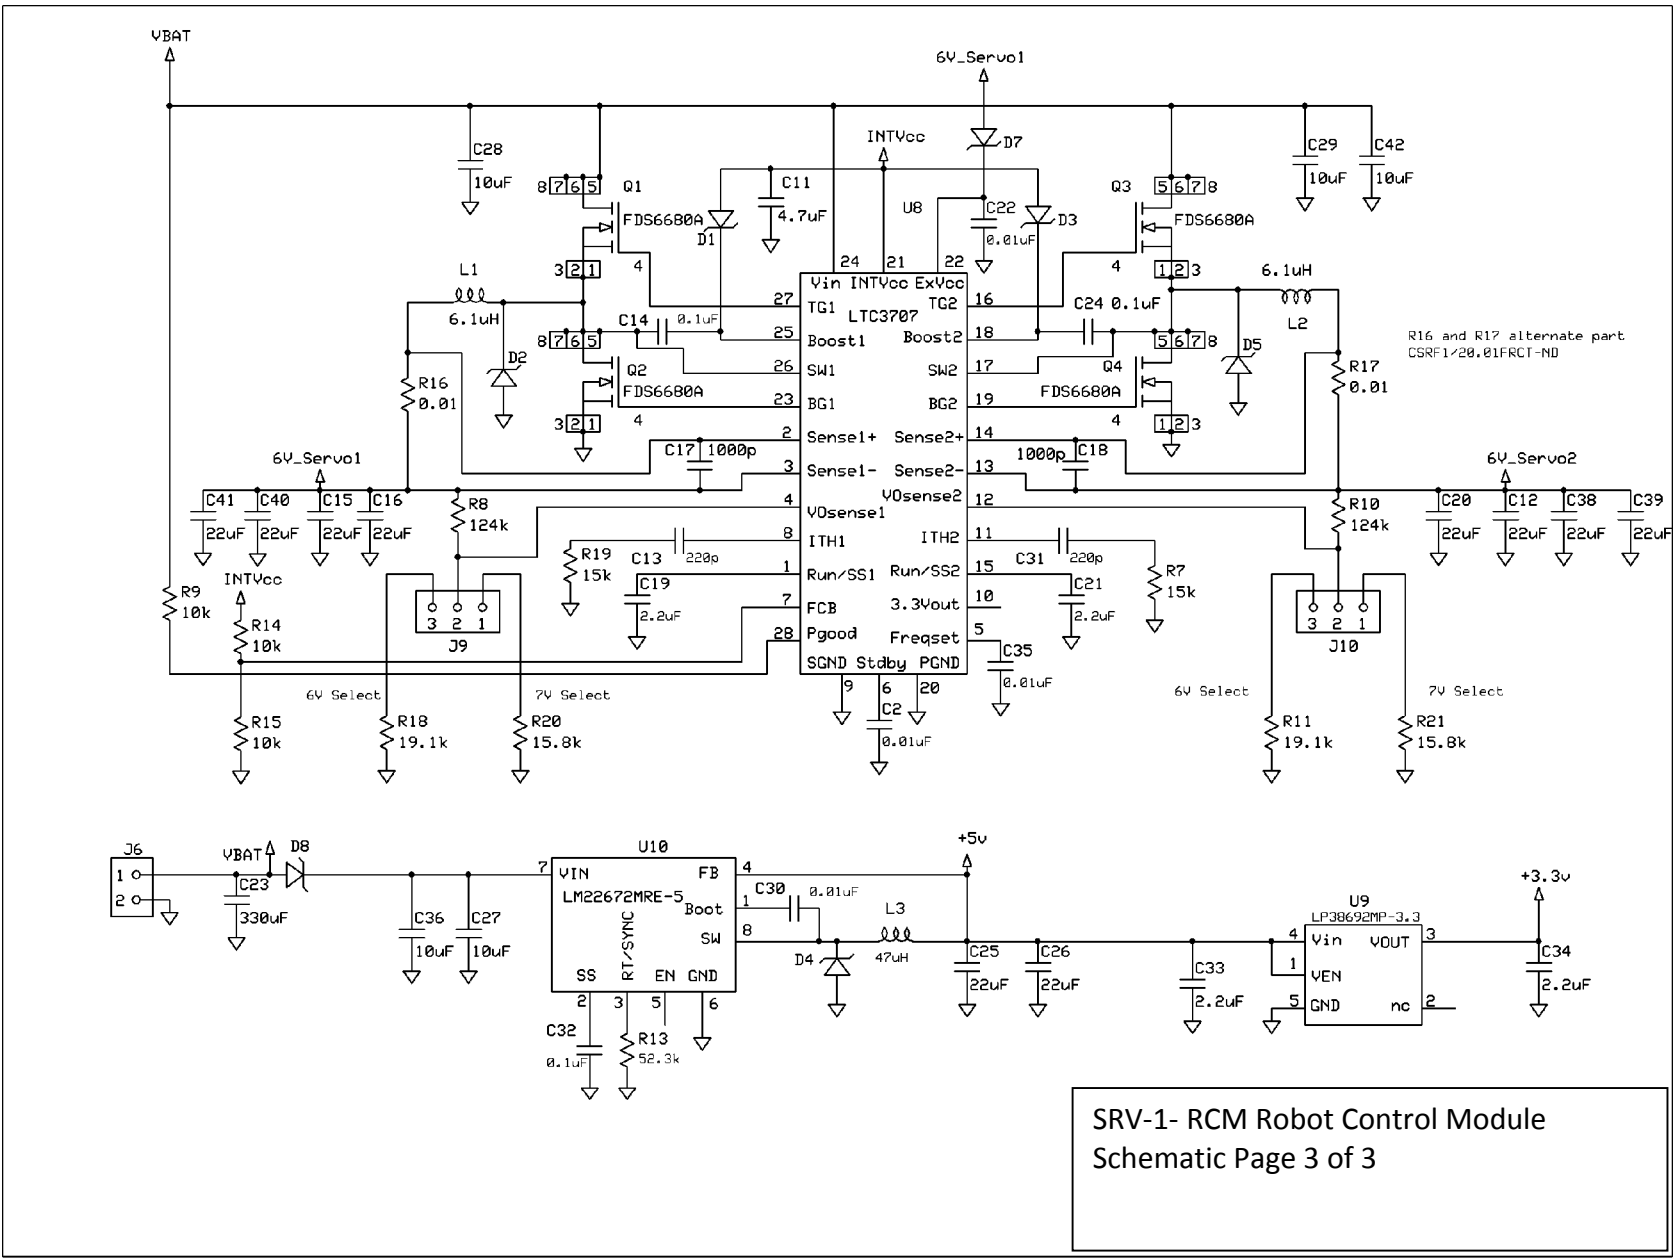 VBAT
6V_Servo1
INTVcc
D7
C28
10uF
C29
10uF
C42
10uF
8 7 6 5
Q1
FDS6680A
3 2 1
4
D1
C11
4.7uF
U8
C22
0.01uF
D3
Q3
5 6 7 8
FDS6680A
4
1 2 3
L1
6.1uH
24 21 22
Vin INTVcc ExVcc
LTC3707
27 TG1
TG2 16
25 Boost1
Boost2 18
26 SW1
SW2 17
23 BG1
BG2 19
2 Sense1+
Sense2+ 14
3 Sense1-
Sense2- 13
4 VOsense1
VOsense2 12
8 ITH1
ITH2 11
1 Run/SS1
Run/SS2 15
7 FCB
3.3Vout 10
28 Pgood
Freqset 5
SGND Stdby PGND
9 6 20
C14 0.1uF
C24 0.1uF
6.1uH
L2
8 7 6 5
D2
Q2
FDS6680A
3 2 1
4
5 6 7 8
Q4
FDS6680A
4
1 2 3
D5
R16 and R17 alternate part
CSRF1/20.01FRCT-ND
R16
0.01
R17
0.01
C17 1000p
1000p C18
6V_Servo1
C41
22uF
C40
22uF
C15
22uF
C16
22uF
R8
124k
6V_Servo2
R10
124k
C20
22uF
C12
22uF
C38
22uF
C39
22uF
R19
15k
C13 220p
C19
2.2uF
C31 220p
R7
15k
C21
2.2uF
C35
0.01uF
C2
0.01uF
INTVcc
R9
10k
R14
10k
R15
10k
3 2 1
J9
6V Select
7V Select
R18
19.1k
R20
15.8k
3 2 1
J10
6V Select
7V Select
R11
19.1k
R21
15.8k
J6
1
2
VBAT
D8
C23
330uF
C36
10uF
C27
10uF
U10
7 VIN
FB 4
LM22672MRE-5
Boot 1
SW 8
RT/SYNC
SS EN GND
2 3 5 6
C32
0.1uF
R13
52.3k
C30 0.01uF
D4
L3
47uH
+5v
C25
22uF
C26
22uF
C33
2.2uF
U9
LP38692MP-3.3
4 Vin
VOUT 3
1 VEN
5 GND
nc 2
+3.3v
C34
2.2uF
SRV-1- RCM Robot Control Module
Schematic Page 3 of 3